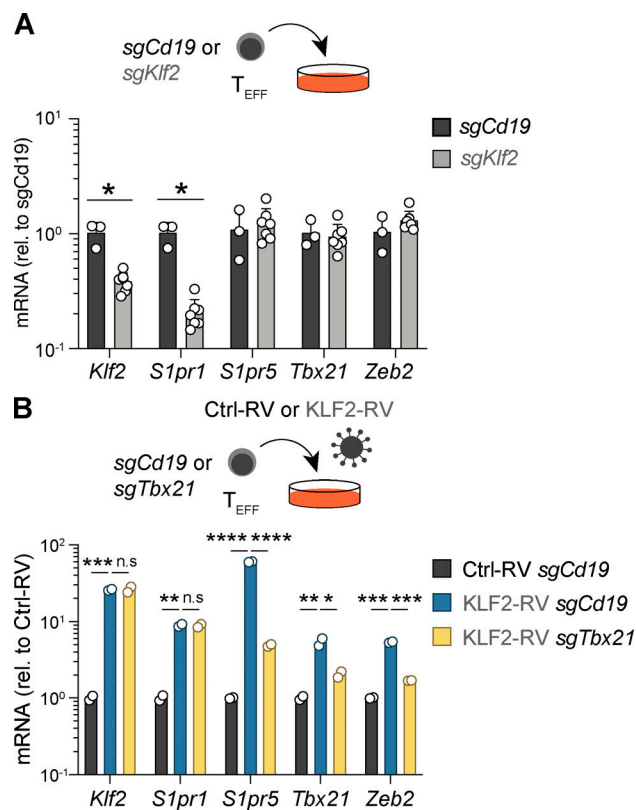 A
sgCd19 or
sgKlf2
TEFF
mRNA (rel. to sgCd19)
10¹
10⁰
10⁻¹
* *
sgCd19
sgKlf2
Klf2 S1pr1 S1pr5 Tbx21 Zeb2
B
Ctrl-RV or KLF2-RV
sgCd19 or
sgTbx21
TEFF
mRNA (rel. to Ctrl-RV)
10²
10¹
10⁰
10⁻¹
*** n.s ** n.s **** **** ** * *** ***
Ctrl-RV sgCd19
KLF2-RV sgCd19
KLF2-RV sgTbx21
Klf2 S1pr1 S1pr5 Tbx21 Zeb2